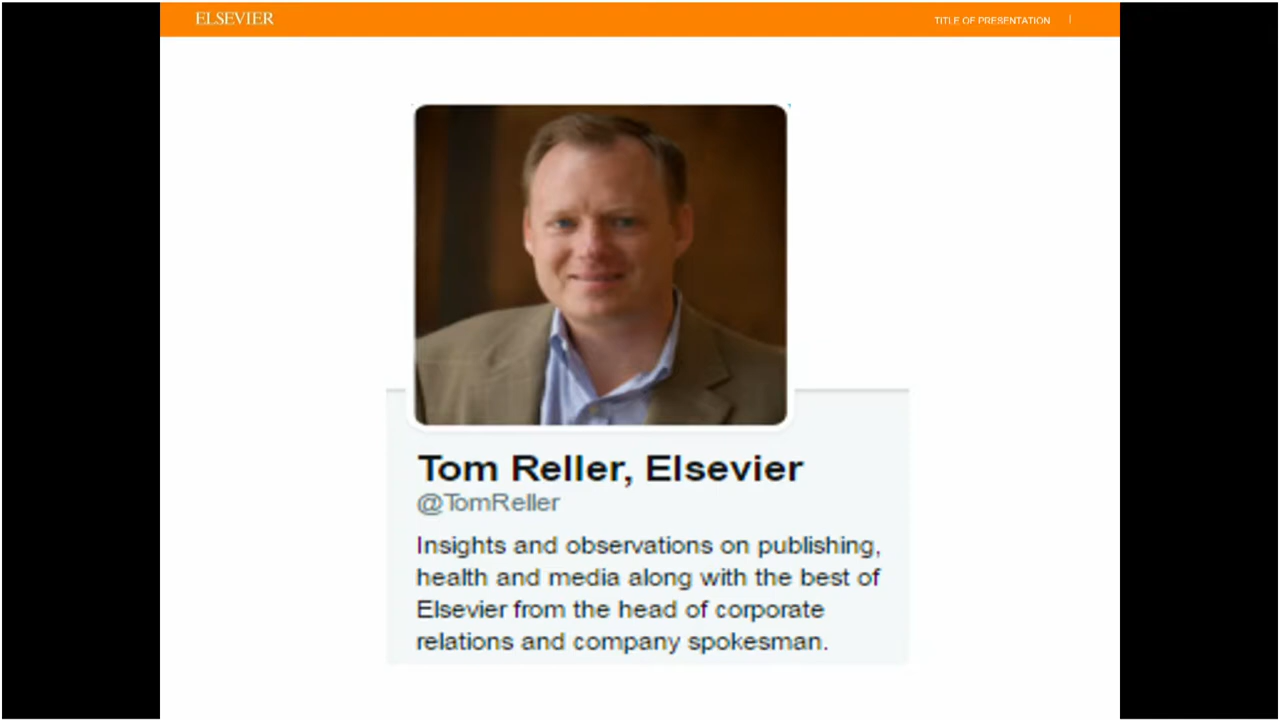 ELSEVIER
TITLE OF PRESENTATION |
Tom Reller, Elsevier
@TomReller
Insights and observations on publishing,
health and media along with the best of
Elsevier from the head of corporate
relations and company spokesman.